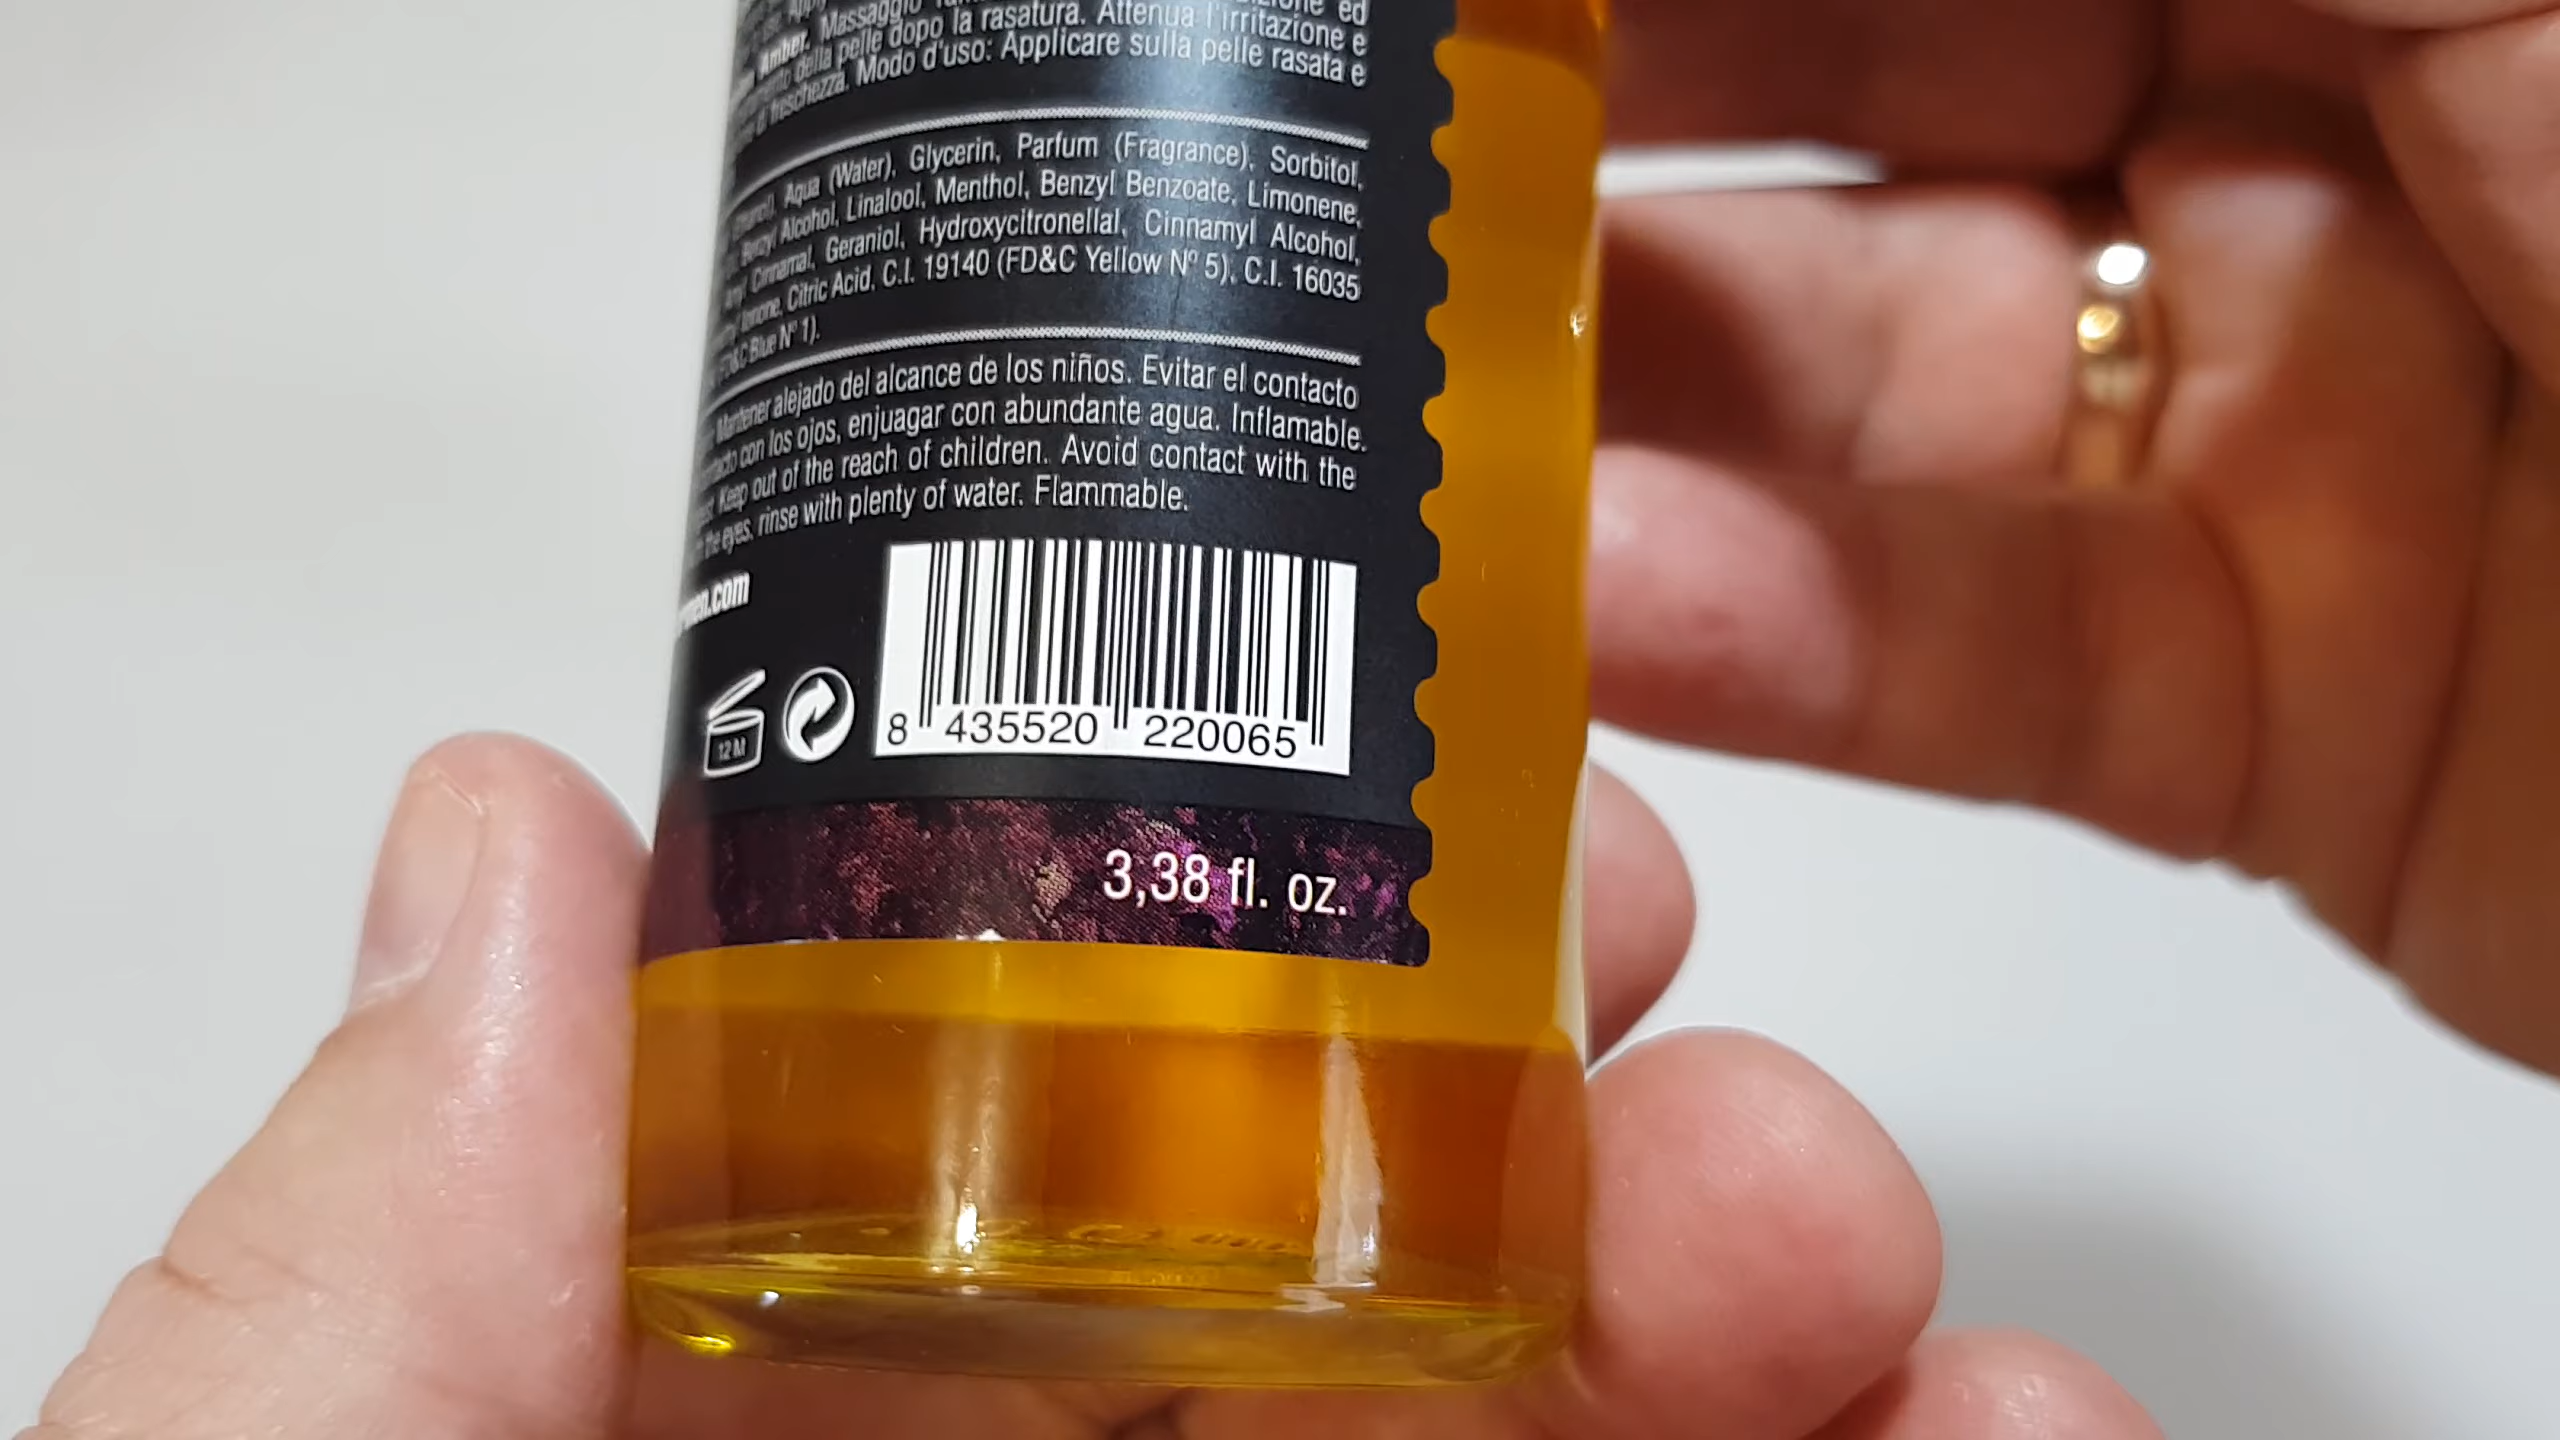 ed
Amber. Massaggio
della pelle dopo la rasatura. Attenua l'irritazione e
di freschezza. Modo d'uso: Applicare sulla pelle rasata e
Aqua (Water), Glycerin, Parfum (Fragrance), Sorbitol,
Benzyl Alcohol, Linalool, Menthol, Benzyl Benzoate, Limonene,
Cinnamal, Geraniol, Hydroxycitronellal, Cinnamyl Alcohol,
Citric Acid, C.I. 19140 (FD&C Yellow Nº 5), C.I. 16035
(FD&C Blue Nº 1).
Mantener alejado del alcance de los niños. Evitar el contacto
con los ojos, enjuagar con abundante agua. Inflamable.
Keep out of the reach of children. Avoid contact with the
the eyes, rinse with plenty of water. Flammable.
men.com
12 M
8 435520 220065
3,38 fl. oz.